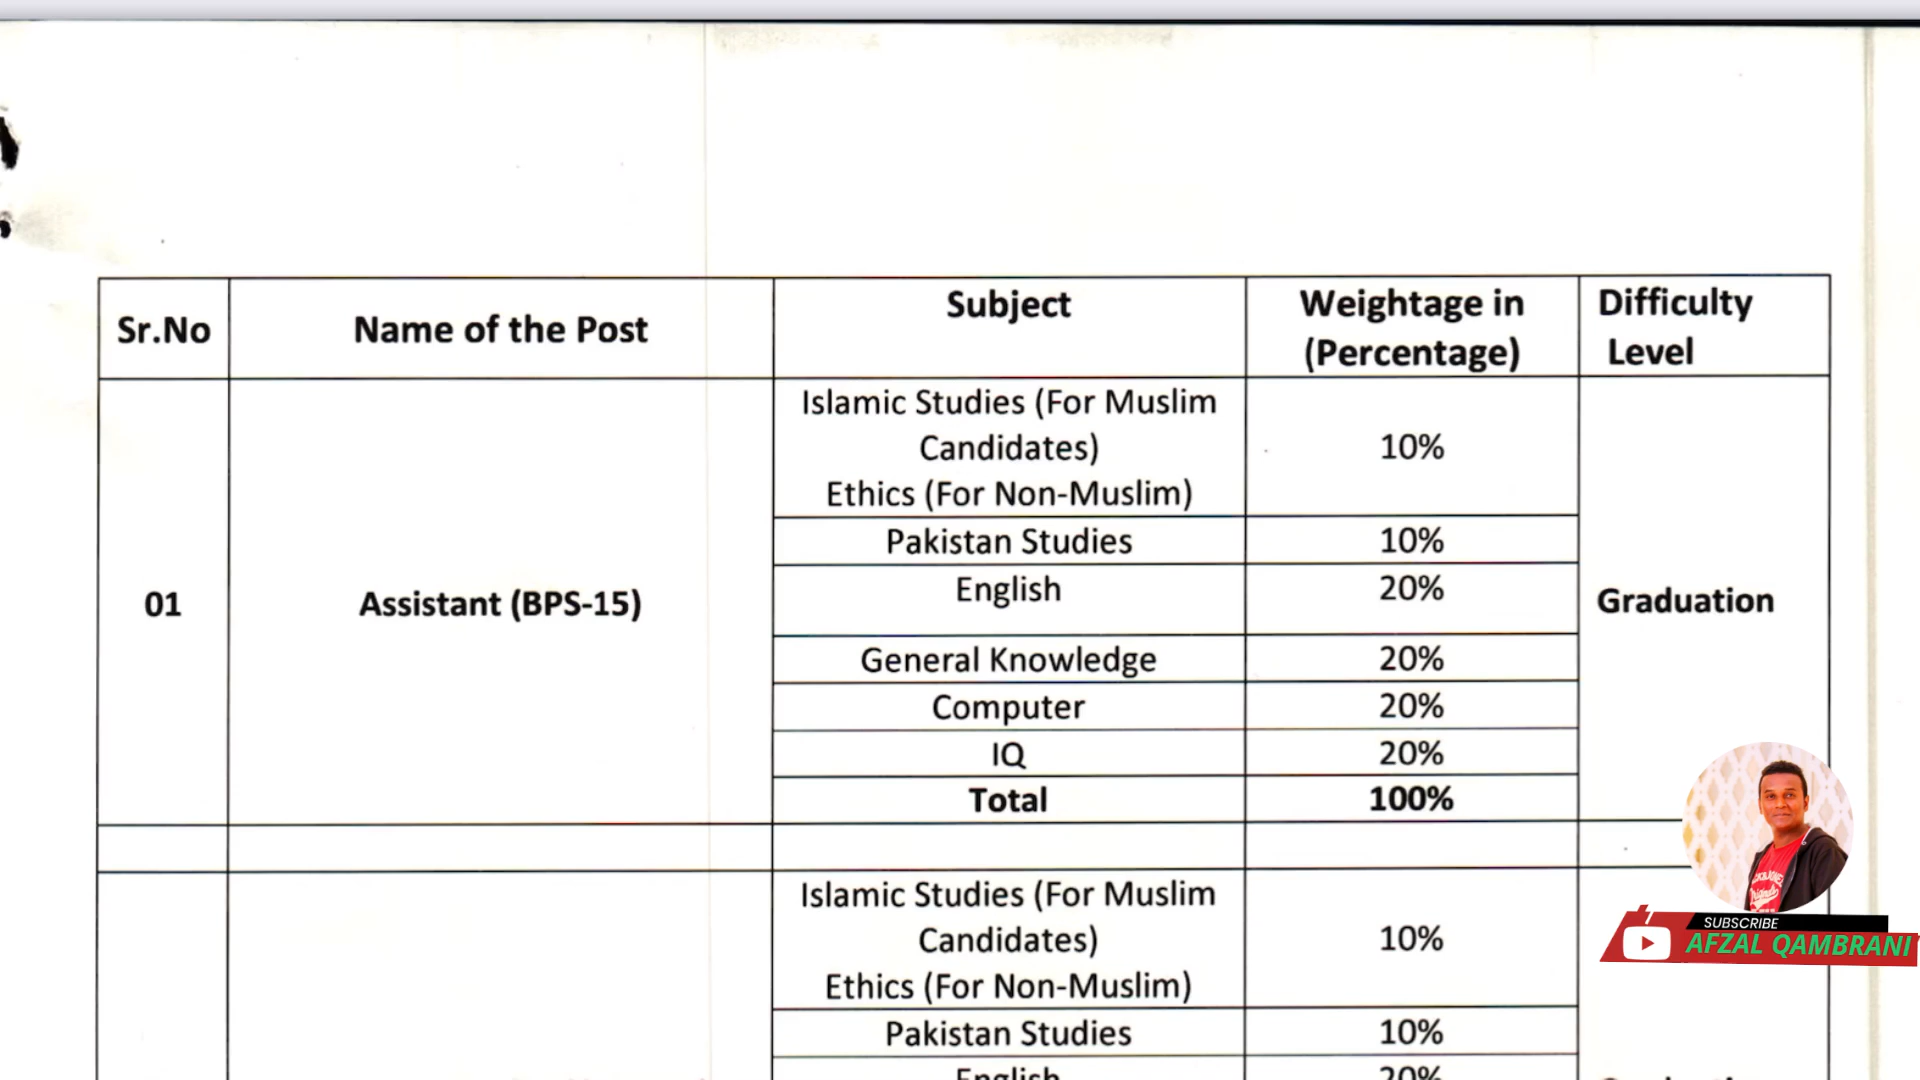 Sr.No
Name of the Post
Subject
Weightage in
(Percentage)
Difficulty
Level
01
Assistant (BPS-15)
Islamic Studies (For Muslim
Candidates)
Ethics (For Non-Muslim)
10%
Pakistan Studies
10%
English
20%
General Knowledge
20%
Computer
20%
IQ
20%
Total
100%
Graduation
Islamic Studies (For Muslim
Candidates)
Ethics (For Non-Muslim)
10%
Pakistan Studies
10%
English
20%
SUBSCRIBE
AFZAL QAMBRANI